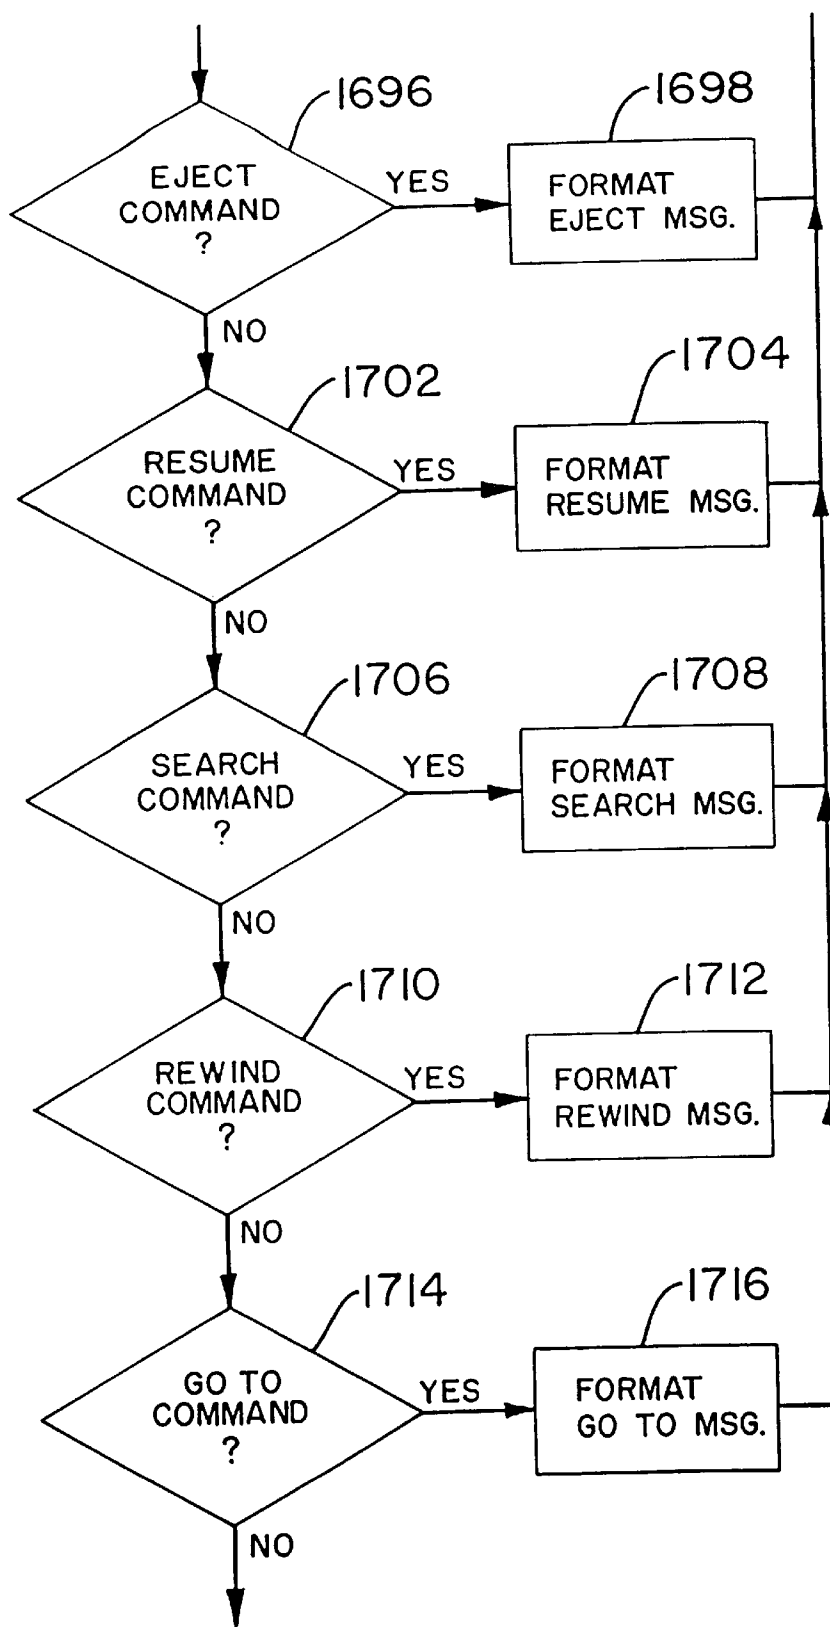 1696
EJECT
COMMAND
?
YES
1698
FORMAT
EJECT MSG.
NO
1702
RESUME
COMMAND
?
YES
1704
FORMAT
RESUME MSG.
NO
1706
SEARCH
COMMAND
?
YES
1708
FORMAT
SEARCH MSG.
NO
1710
REWIND
COMMAND
?
YES
1712
FORMAT
REWIND MSG.
NO
1714
GO TO
COMMAND
?
YES
1716
FORMAT
GO TO MSG.
NO